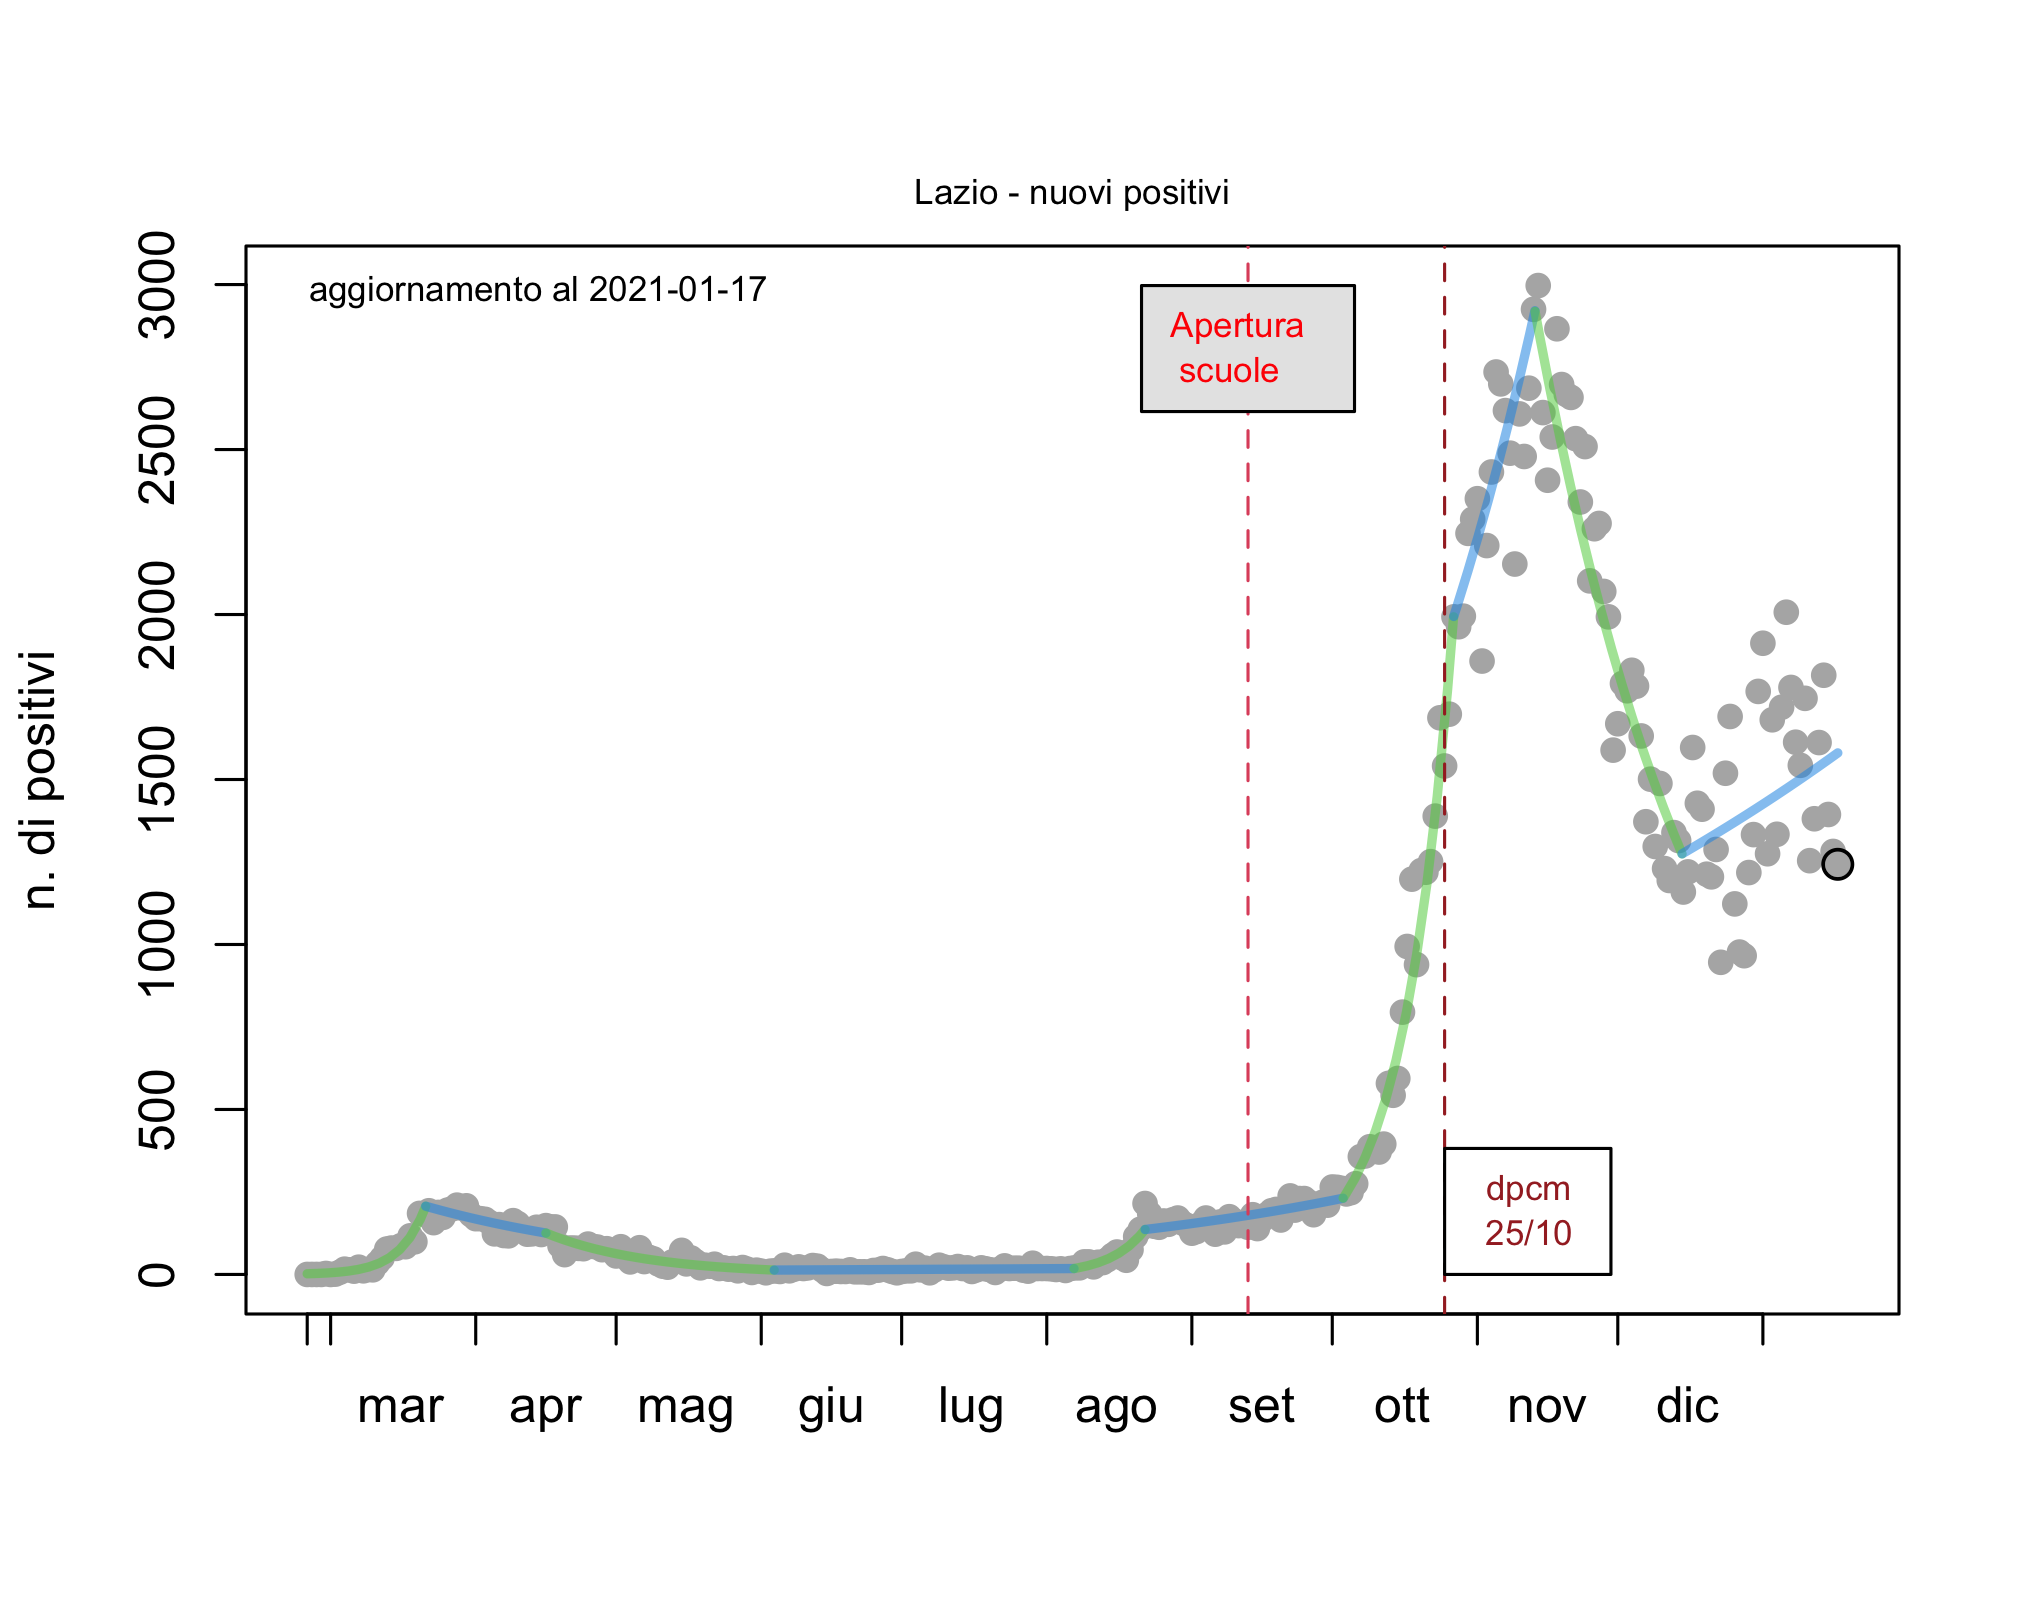 Lazio - nuovi positivi
aggiornamento al 2021-01-17
Apertura
scuole
n. di positivi
3000
2500
2000
1500
1000
500
0
dpcm
25/10
mar apr mag giu lug ago set ott nov dic